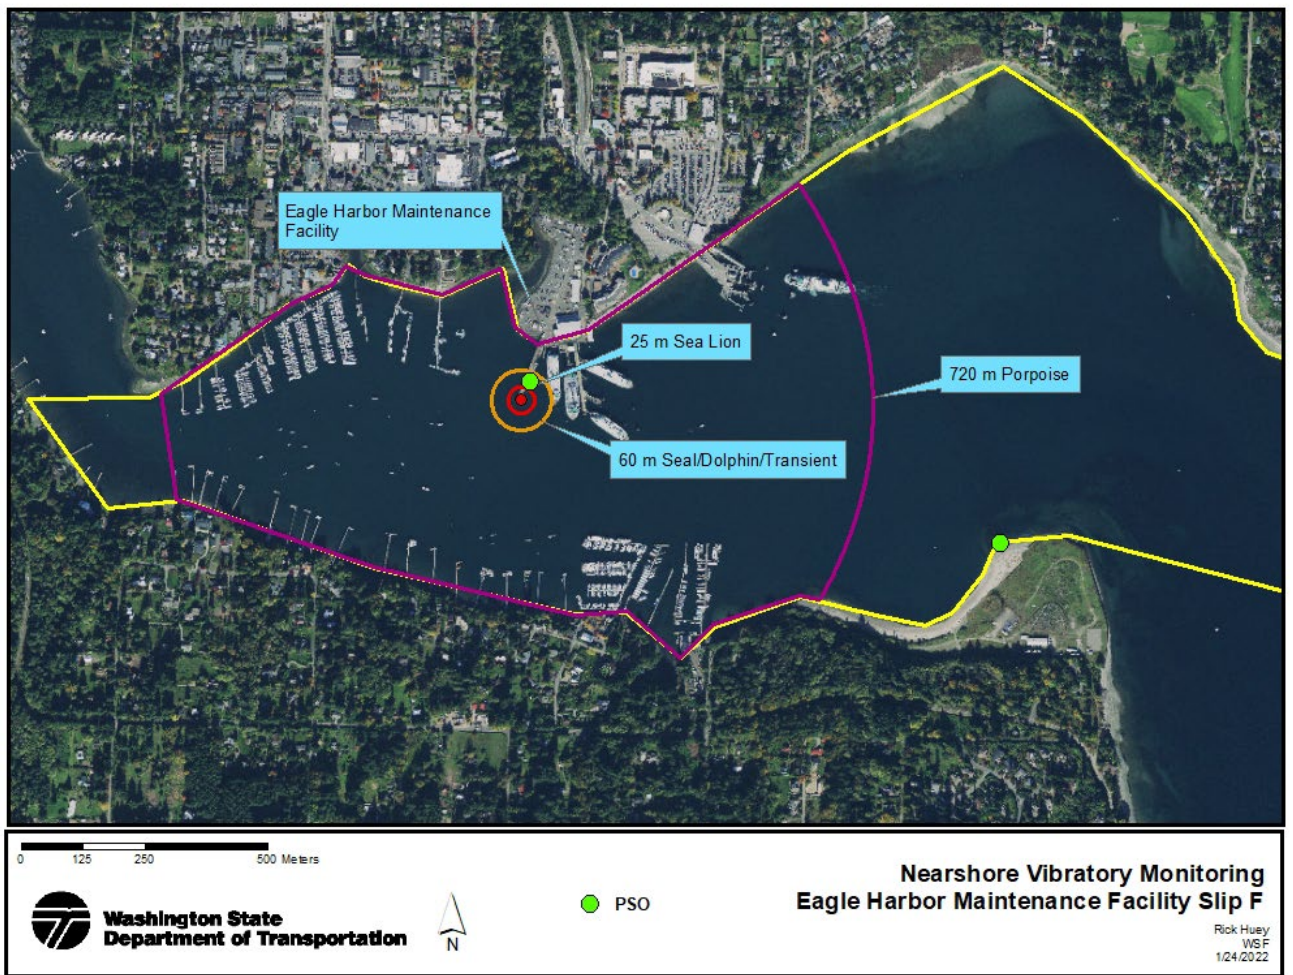 Eagle Harbor Maintenance
Facility
25 m Sea Lion
720 m Porpoise
60 m Seal/Dolphin/Transient
0 125 250 500 Meters
Washington State
Department of Transportation
N
PSO
Nearshore Vibratory Monitoring
Eagle Harbor Maintenance Facility Slip F
Rick Huey
WSF
1/24/2022